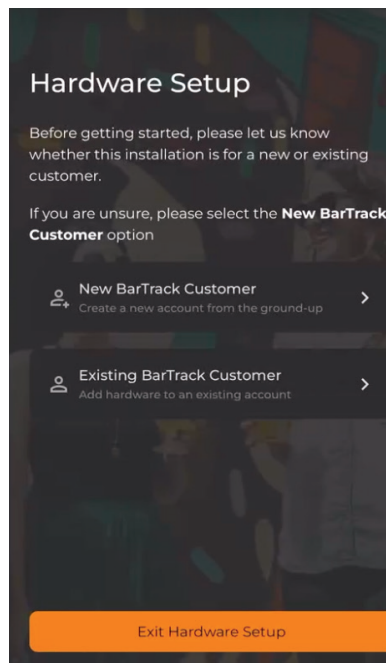 Hardware Setup
Before getting started, please let us know
whether this installation is for a new or existing
customer.
If you are unsure, please select the New BarTrack
Customer option
New BarTrack Customer
Create a new account from the ground-up
Existing BarTrack Customer
Add hardware to an existing account
Exit Hardware Setup